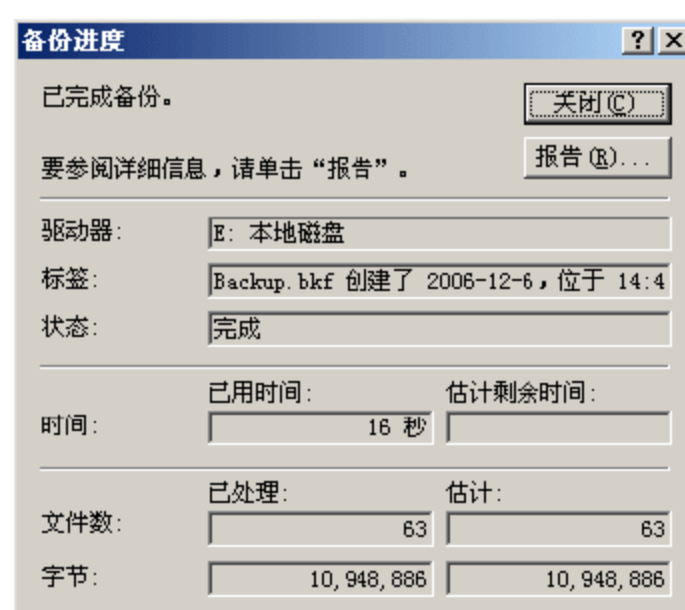 备份进度
已完成备份。
关闭(C)
要参阅详细信息，请单击“报告”。
报告(R)...
驱动器: E: 本地磁盘
标签: Backup.bkf 创建了 2006-12-6，位于 14:4
状态: 完成
已用时间: 估计剩余时间:
时间: 16 秒
已处理: 估计:
文件数: 63 63
字节: 10,948,886 10,948,886